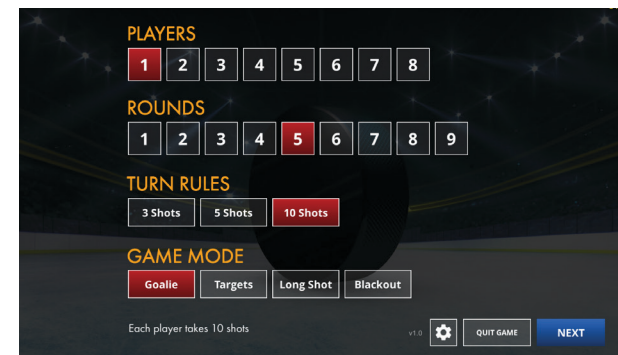 PLAYERS
1 2 3 4 5 6 7 8
ROUNDS
1 2 3 4 5 6 7 8 9
TURN RULES
3 Shots 5 Shots 10 Shots
GAME MODE
Goalie Targets Long Shot Blackout
Each player takes 10 shots v1.0 QUIT GAME NEXT